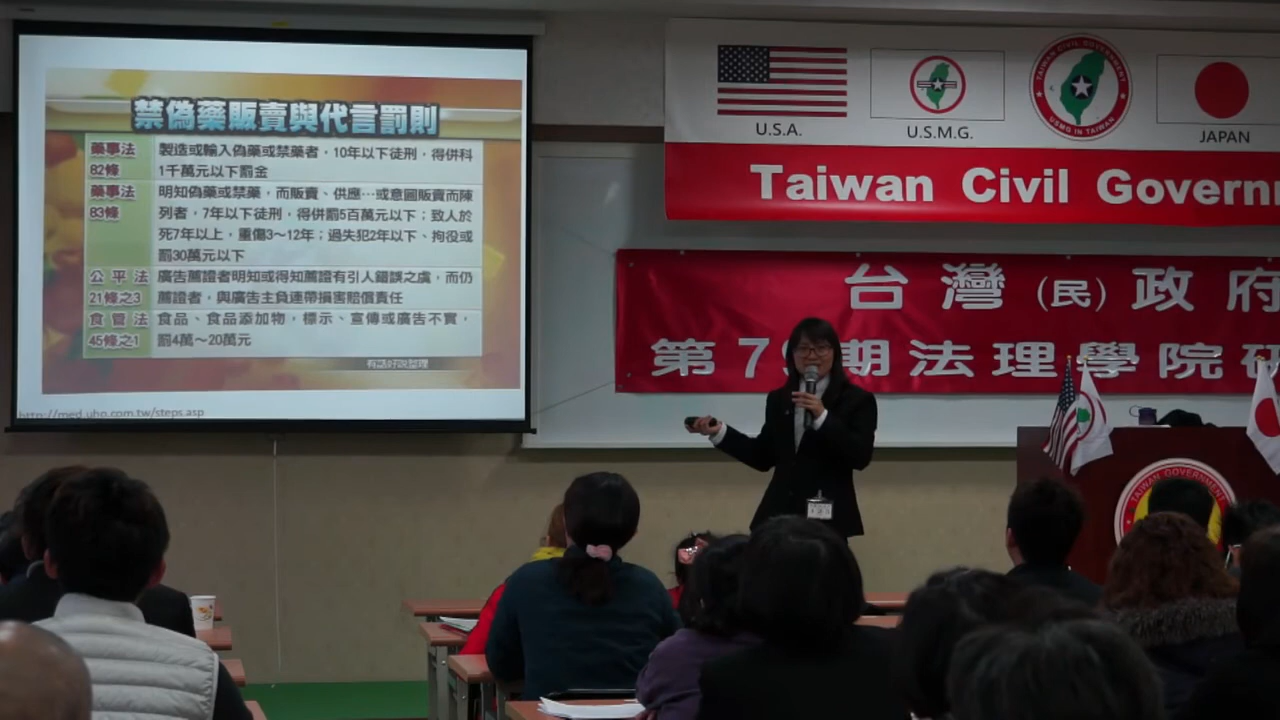 禁偽藥販賣與代言罰則
藥事法 製造或輸入偽藥或禁藥者，10年以下徒刑，得併科
82條 1千萬元以下罰金
藥事法 明知偽藥或禁藥，而販賣、供應…或意圖販賣而陳
83條 列者，7年以下徒刑，得併罰5百萬元以下；致人於
死7年以上，重傷3～12年；過失犯2年以下、拘役或
罰30萬元以下
公平法 廣告薦證者明知或得知薦證有引人錯誤之虞，而仍
21條之3 薦證者，與廣告主負連帶損害賠償責任
食管法 食品、食品添加物，標示、宣傳或廣告不實，
45條之1 罰4萬～20萬元
http://med.uho.com.tw/steps.asp
U.S.A.
U.S.M.G.
TAIWAN CIVIL GOVERNMENT
USMG IN TAIWAN
JAPAN
Taiwan Civil Governm
台灣(民)政府
第7 期法理學院研
TAIWAN GOVERNMENT